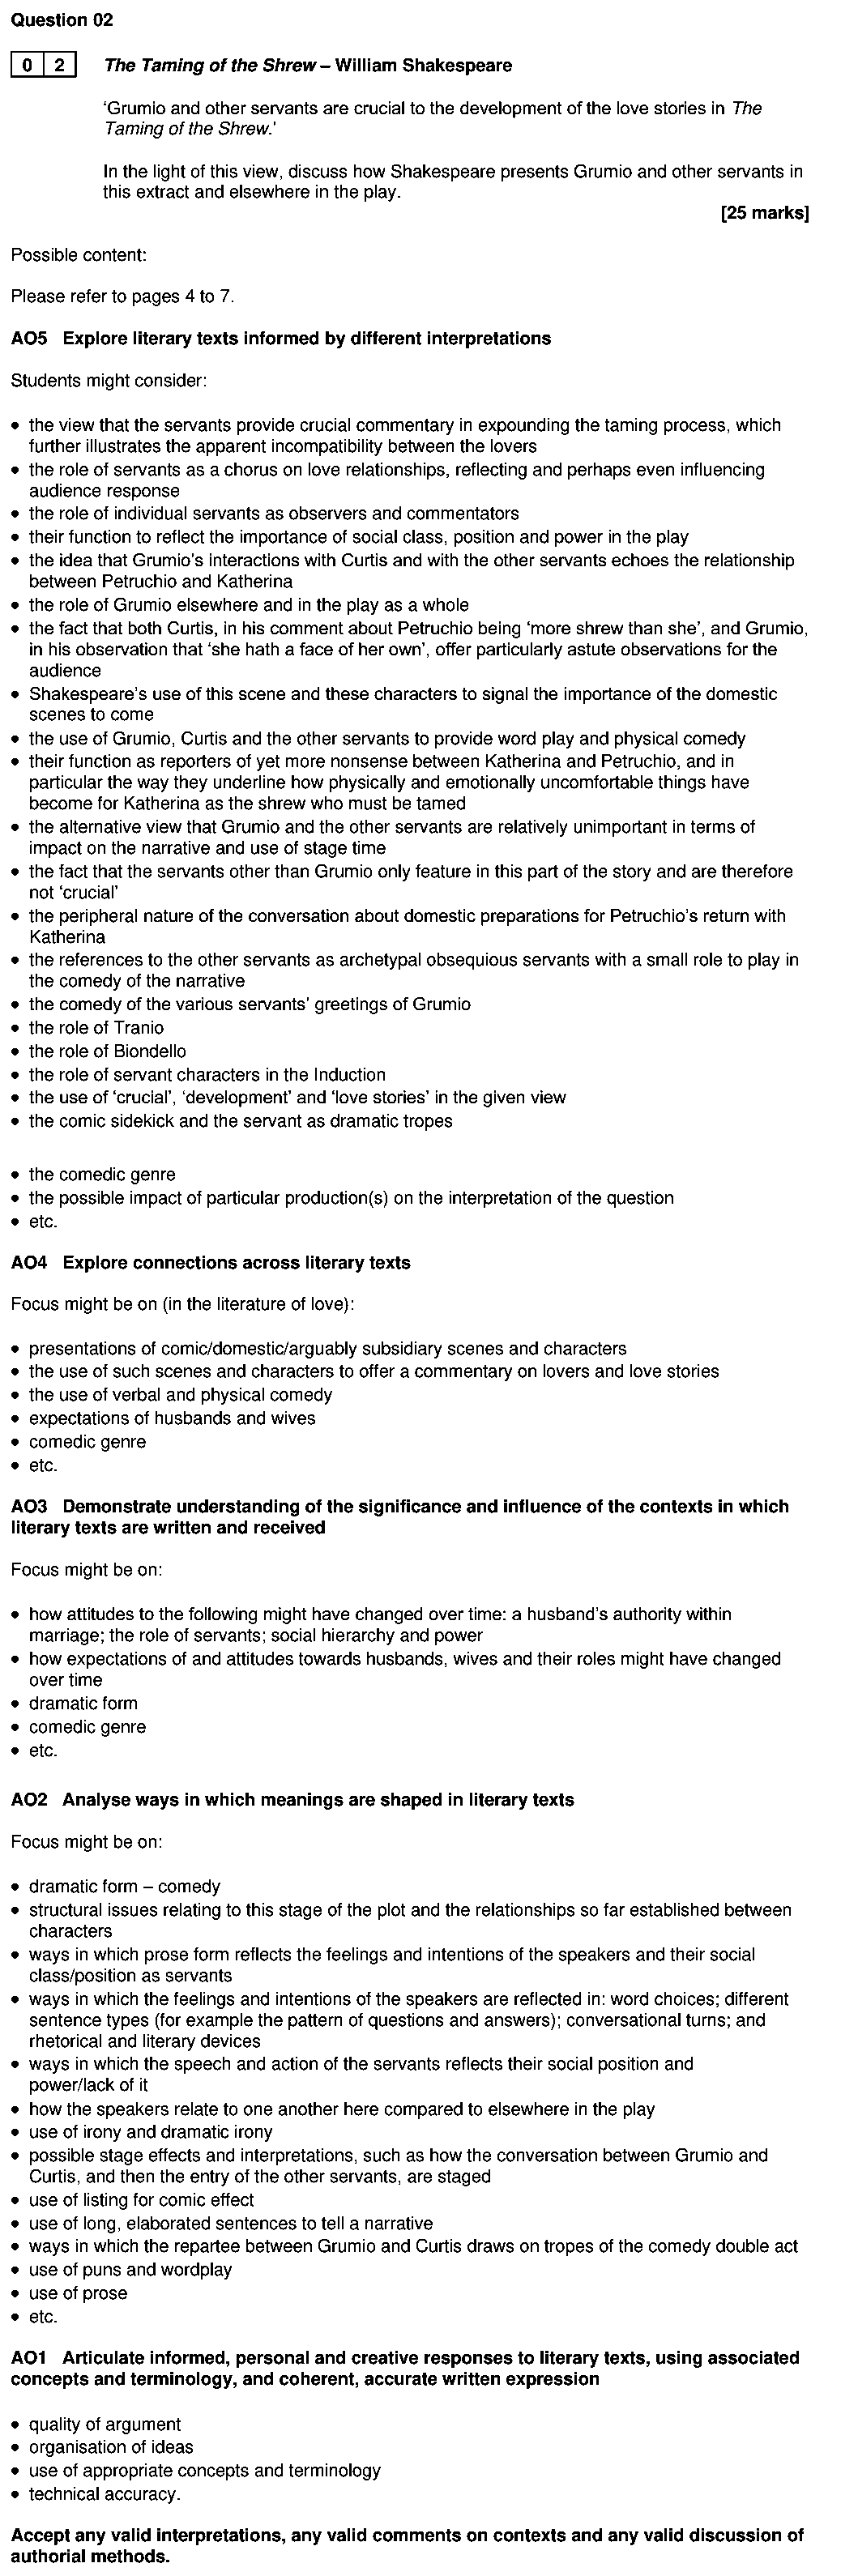 Question 02
0 2 The Taming of the Shrew – William Shakespeare
‘Grumio and other servants are crucial to the development of the love stories in The
Taming of the Shrew.’
In the light of this view, discuss how Shakespeare presents Grumio and other servants in
this extract and elsewhere in the play.
[25 marks]
Possible content:
Please refer to pages 4 to 7.
AO5 Explore literary texts informed by different interpretations
Students might consider:
• the view that the servants provide crucial commentary in expounding the taming process, which
further illustrates the apparent incompatibility between the lovers
• the role of servants as a chorus on love relationships, reflecting and perhaps even influencing
audience response
• the role of individual servants as observers and commentators
• their function to reflect the importance of social class, position and power in the play
• the idea that Grumio’s interactions with Curtis and with the other servants echoes the relationship
between Petruchio and Katherina
• the role of Grumio elsewhere and in the play as a whole
• the fact that both Curtis, in his comment about Petruchio being ‘more shrew than she’, and Grumio,
in his observation that ‘she hath a face of her own’, offer particularly astute observations for the
audience
• Shakespeare’s use of this scene and these characters to signal the importance of the domestic
scenes to come
• the use of Grumio, Curtis and the other servants to provide word play and physical comedy
• their function as reporters of yet more nonsense between Katherina and Petruchio, and in
particular the way they underline how physically and emotionally uncomfortable things have
become for Katherina as the shrew who must be tamed
• the alternative view that Grumio and the other servants are relatively unimportant in terms of
impact on the narrative and use of stage time
• the fact that the servants other than Grumio only feature in this part of the story and are therefore
not ‘crucial’
• the peripheral nature of the conversation about domestic preparations for Petruchio’s return with
Katherina
• the references to the other servants as archetypal obsequious servants with a small role to play in
the comedy of the narrative
• the comedy of the various servants’ greetings of Grumio
• the role of Tranio
• the role of Biondello
• the role of servant characters in the Induction
• the use of ‘crucial’, ‘development’ and ‘love stories’ in the given view
• the comic sidekick and the servant as dramatic tropes
• the comedic genre
• the possible impact of particular production(s) on the interpretation of the question
• etc.
AO4 Explore connections across literary texts
Focus might be on (in the literature of love):
• presentations of comic/domestic/arguably subsidiary scenes and characters
• the use of such scenes and characters to offer a commentary on lovers and love stories
• the use of verbal and physical comedy
• expectations of husbands and wives
• comedic genre
• etc.
AO3 Demonstrate understanding of the significance and influence of the contexts in which
literary texts are written and received
Focus might be on:
• how attitudes to the following might have changed over time: a husband’s authority within
marriage; the role of servants; social hierarchy and power
• how expectations of and attitudes towards husbands, wives and their roles might have changed
over time
• dramatic form
• comedic genre
• etc.
AO2 Analyse ways in which meanings are shaped in literary texts
Focus might be on:
• dramatic form – comedy
• structural issues relating to this stage of the plot and the relationships so far established between
characters
• ways in which prose form reflects the feelings and intentions of the speakers and their social
class/position as servants
• ways in which the feelings and intentions of the speakers are reflected in: word choices; different
sentence types (for example the pattern of questions and answers); conversational turns; and
rhetorical and literary devices
• ways in which the speech and action of the servants reflects their social position and
power/lack of it
• how the speakers relate to one another here compared to elsewhere in the play
• use of irony and dramatic irony
• possible stage effects and interpretations, such as how the conversation between Grumio and
Curtis, and then the entry of the other servants, are staged
• use of listing for comic effect
• use of long, elaborated sentences to tell a narrative
• ways in which the repartee between Grumio and Curtis draws on tropes of the comedy double act
• use of puns and wordplay
• use of prose
• etc.
AO1 Articulate informed, personal and creative responses to literary texts, using associated
concepts and terminology, and coherent, accurate written expression
• quality of argument
• organisation of ideas
• use of appropriate concepts and terminology
• technical accuracy.
Accept any valid interpretations, any valid comments on contexts and any valid discussion of
authorial methods.